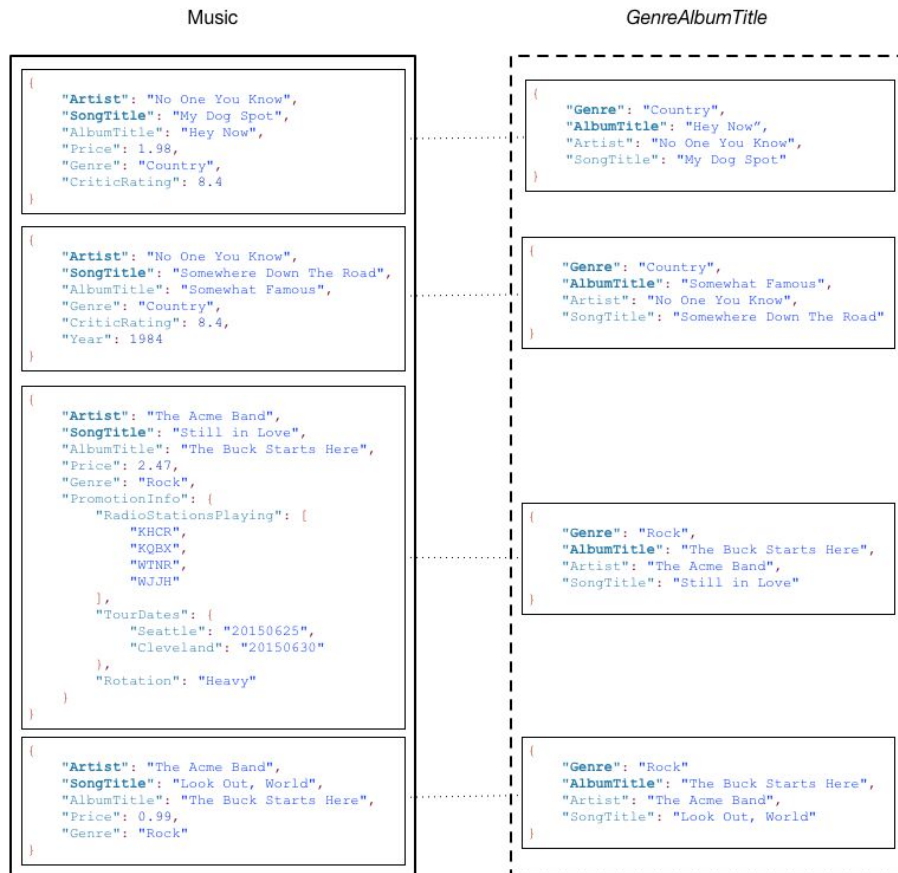 Music
{
"Artist": "No One You Know",
"SongTitle": "My Dog Spot",
"AlbumTitle": "Hey Now",
"Price": 1.98,
"Genre": "Country",
"CriticRating": 8.4
}
{
"Artist": "No One You Know",
"SongTitle": "Somewhere Down The Road",
"AlbumTitle": "Somewhat Famous",
"Genre": "Country",
"CriticRating": 8.4,
"Year": 1984
}
{
"Artist": "The Acme Band",
"SongTitle": "Still in Love",
"AlbumTitle": "The Buck Starts Here",
"Price": 2.47,
"Genre": "Rock",
"PromotionInfo": {
"RadioStationsPlaying": [
"KHCR",
"KQBX",
"WTNR",
"WJJH"
],
"TourDates": {
"Seattle": "20150625",
"Cleveland": "20150630"
},
"Rotation": "Heavy"
}
}
{
"Artist": "The Acme Band",
"SongTitle": "Look Out, World",
"AlbumTitle": "The Buck Starts Here",
"Price": 0.99,
"Genre": "Rock"
}
GenreAlbumTitle
{
"Genre": "Country",
"AlbumTitle": "Hey Now”,
"Artist": "No One You Know",
"SongTitle": "My Dog Spot"
}
{
"Genre": "Country",
"AlbumTitle": "Somewhat Famous",
"Artist": "No One You Know",
"SongTitle": "Somewhere Down The Road"
}
{
"Genre": "Rock",
"AlbumTitle": "The Buck Starts Here",
"Artist": "The Acme Band",
"SongTitle": "Still in Love"
}
{
"Genre": "Rock"
"AlbumTitle": "The Buck Starts Here",
"Artist": "The Acme Band",
"SongTitle": "Look Out, World"
}